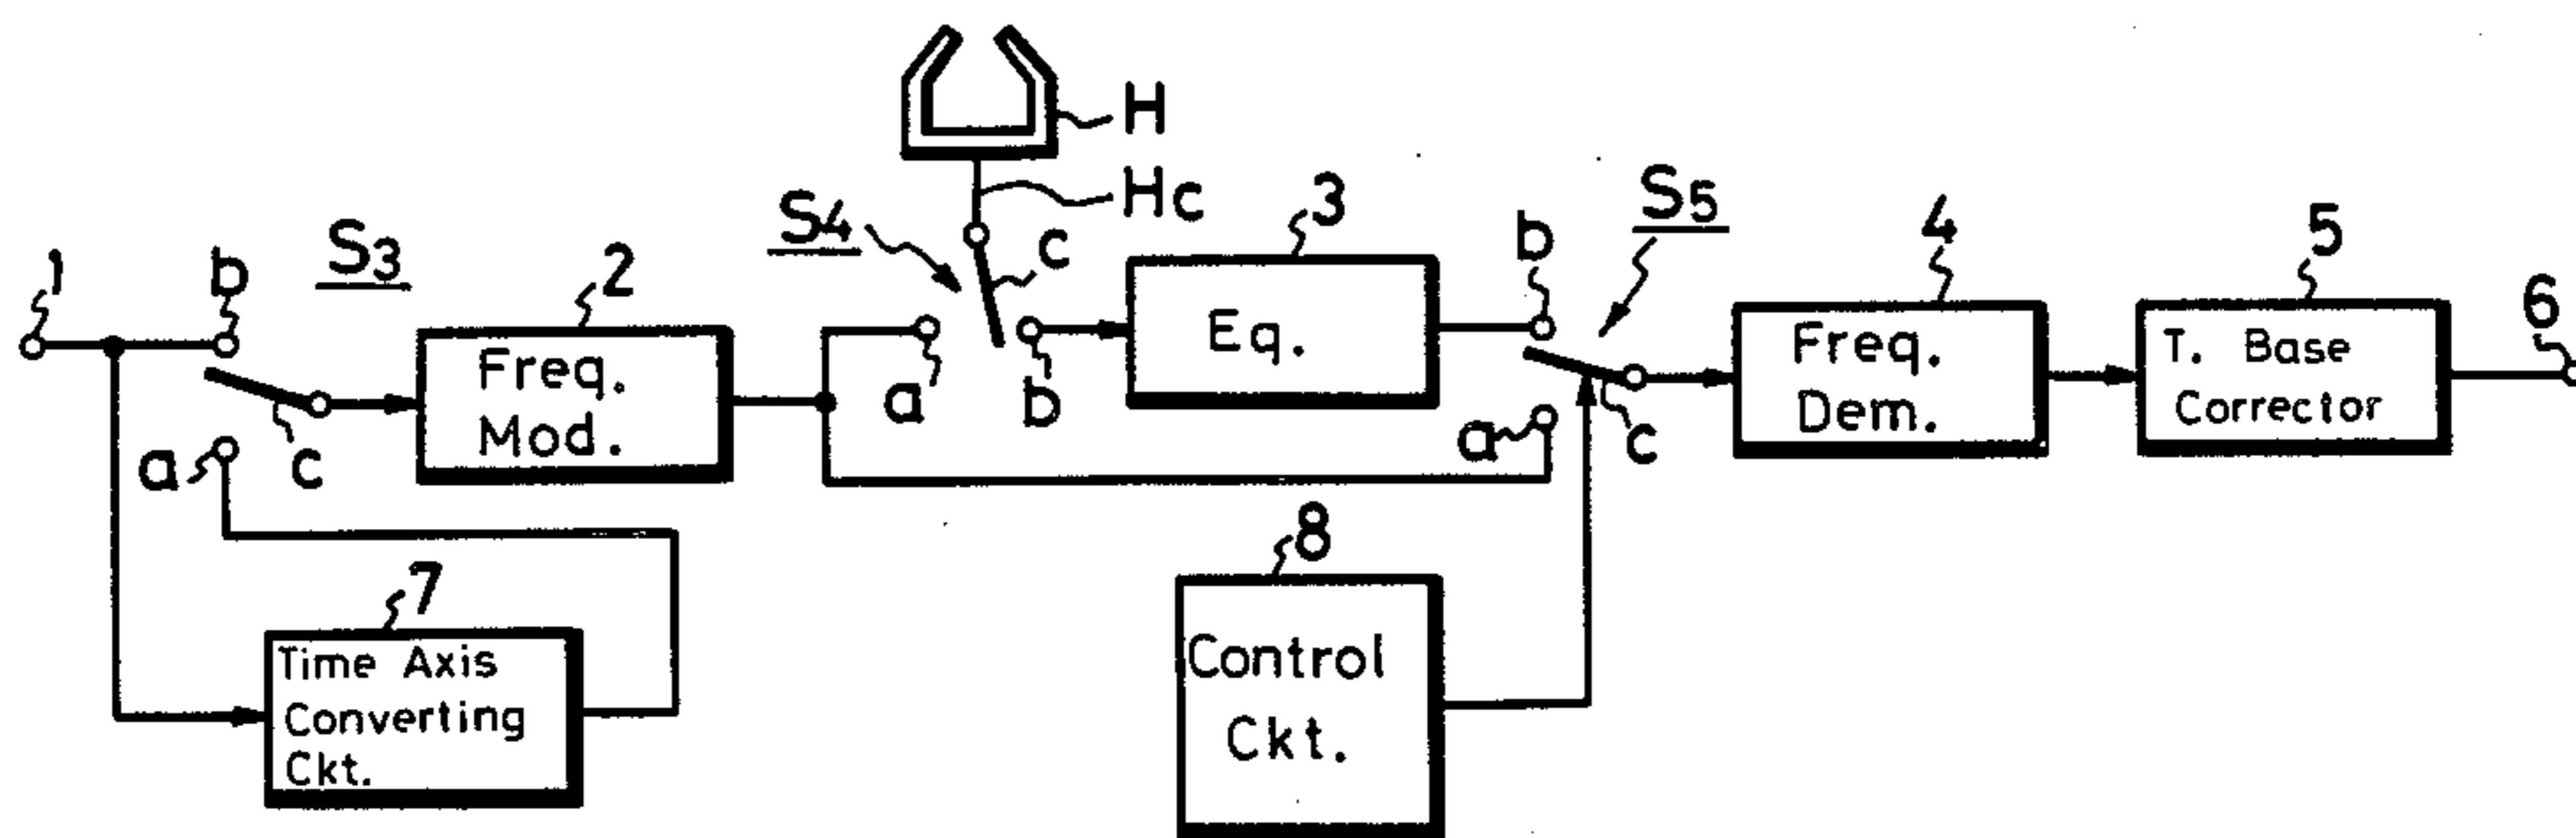 H
Hc
S4
c
3
b
S5
4
5
6
1
b
S3
2
Eq.
Freq.
Mod.
a
b
Freq.
Dem.
T. Base
Corrector
a
c
a
c
8
7
Time Axis
Converting
Ckt.
Control
Ckt.